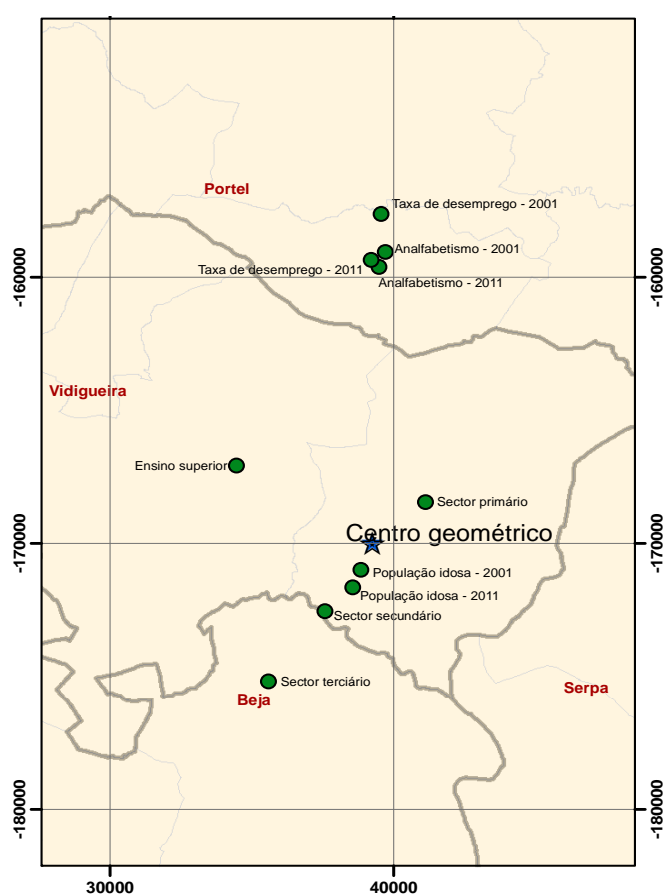 Portel
Taxa de desemprego - 2001
Analfabetismo - 2001
Taxa de desemprego - 2011
Analfabetismo - 2011
-160000
-160000
Vidigueira
Ensino superior
Sector primário
Centro geométrico
-170000
-170000
População idosa - 2001
População idosa - 2011
Sector secundário
Sector terciário
Beja
Serpa
-180000
-180000
30000
40000